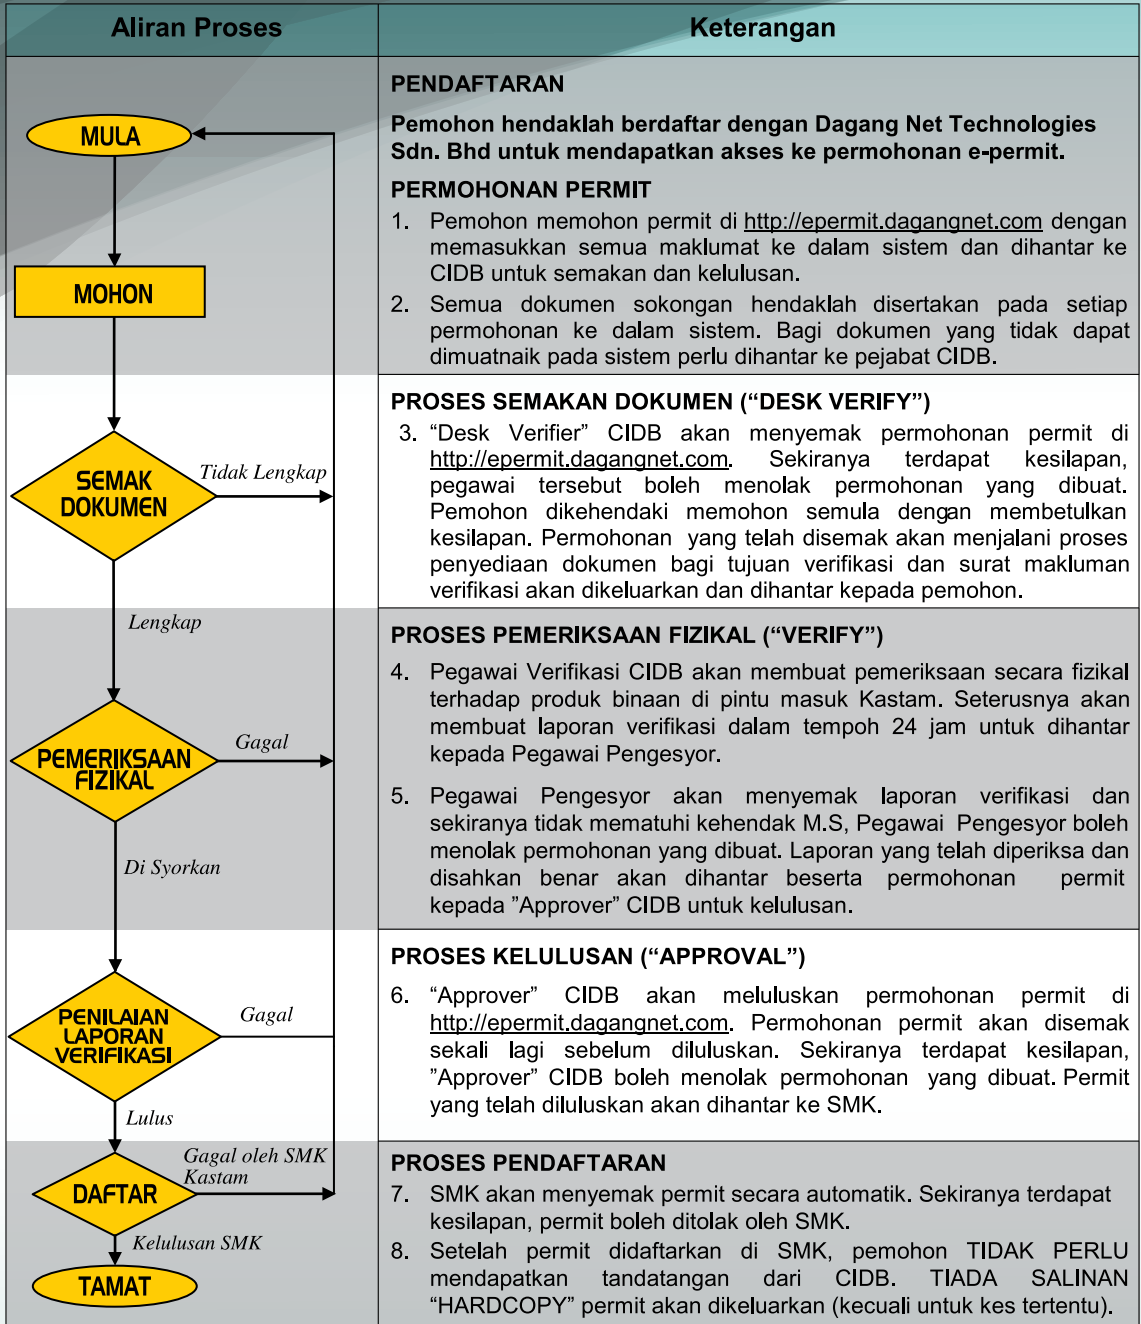 Aliran Proses
Keterangan
MULA
MOHON
SEMAK
DOKUMEN
Tidak Lengkap
Lengkap
PEMERIKSAAN
FIZIKAL
Gagal
Di Syorkan
PENILAIAN
LAPORAN
VERIFIKASI
Gagal
Lulus
Gagal oleh SMK
Kastam
DAFTAR
Kelulusan SMK
TAMAT
PENDAFTARAN
Pemohon hendaklah berdaftar dengan Dagang Net Technologies
Sdn. Bhd untuk mendapatkan akses ke permohonan e-permit.
PERMOHONAN PERMIT
1. Pemohon memohon permit di http://epermit.dagangnet.com dengan
memasukkan semua maklumat ke dalam sistem dan dihantar ke
CIDB untuk semakan dan kelulusan.
2. Semua dokumen sokongan hendaklah disertakan pada setiap
permohonan ke dalam sistem. Bagi dokumen yang tidak dapat
dimuatnaik pada sistem perlu dihantar ke pejabat CIDB.
PROSES SEMAKAN DOKUMEN (“DESK VERIFY”)
3. “Desk Verifier” CIDB akan menyemak permohonan permit di
http://epermit.dagangnet.com. Sekiranya terdapat kesilapan,
pegawai tersebut boleh menolak permohonan yang dibuat.
Pemohon dikehendaki memohon semula dengan membetulkan
kesilapan. Permohonan yang telah disemak akan menjalani proses
penyediaan dokumen bagi tujuan verifikasi dan surat makluman
verifikasi akan dikeluarkan dan dihantar kepada pemohon.
PROSES PEMERIKSAAN FIZIKAL (“VERIFY”)
4. Pegawai Verifikasi CIDB akan membuat pemeriksaan secara fizikal
terhadap produk binaan di pintu masuk Kastam. Seterusnya akan
membuat laporan verifikasi dalam tempoh 24 jam untuk dihantar
kepada Pegawai Pengesyor.
5. Pegawai Pengesyor akan menyemak laporan verifikasi dan
sekiranya tidak mematuhi kehendak M.S, Pegawai Pengesyor boleh
menolak permohonan yang dibuat. Laporan yang telah diperiksa dan
disahkan benar akan dihantar beserta permohonan permit
kepada ”Approver” CIDB untuk kelulusan.
PROSES KELULUSAN (“APPROVAL”)
6. “Approver” CIDB akan meluluskan permohonan permit di
http://epermit.dagangnet.com. Permohonan permit akan disemak
sekali lagi sebelum diluluskan. Sekiranya terdapat kesilapan,
”Approver” CIDB boleh menolak permohonan yang dibuat. Permit
yang telah diluluskan akan dihantar ke SMK.
PROSES PENDAFTARAN
7. SMK akan menyemak permit secara automatik. Sekiranya terdapat
kesilapan, permit boleh ditolak oleh SMK.
8. Setelah permit didaftarkan di SMK, pemohon TIDAK PERLU
mendapatkan tandatangan dari CIDB. TIADA SALINAN
“HARDCOPY” permit akan dikeluarkan (kecuali untuk kes tertentu).